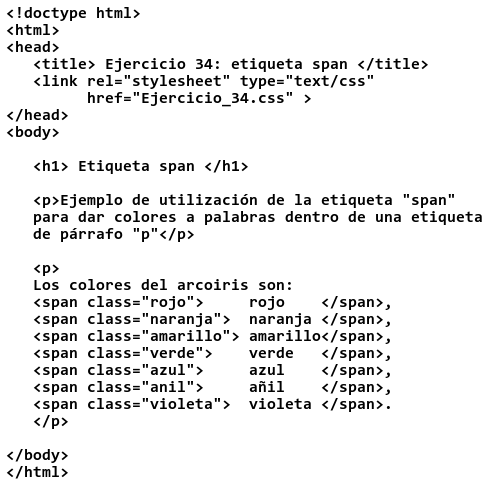 <!doctype html>
<html>
<head>
   <title> Ejercicio 34: etiqueta span </title>
   <link rel="stylesheet" type="text/css"
         href="Ejercicio_34.css" >
</head>
<body>

   <h1> Etiqueta span </h1>

   <p>Ejemplo de utilización de la etiqueta "span"
   para dar colores a palabras dentro de una etiqueta
   de párrafo "p"</p>

   <p>
   Los colores del arcoiris son:
   <span class="rojo">     rojo    </span>,
   <span class="naranja">  naranja </span>,
   <span class="amarillo"> amarillo</span>,
   <span class="verde">    verde   </span>,
   <span class="azul">     azul    </span>,
   <span class="anil">     añil    </span>,
   <span class="violeta">  violeta </span>.
   </p>

</body>
</html>